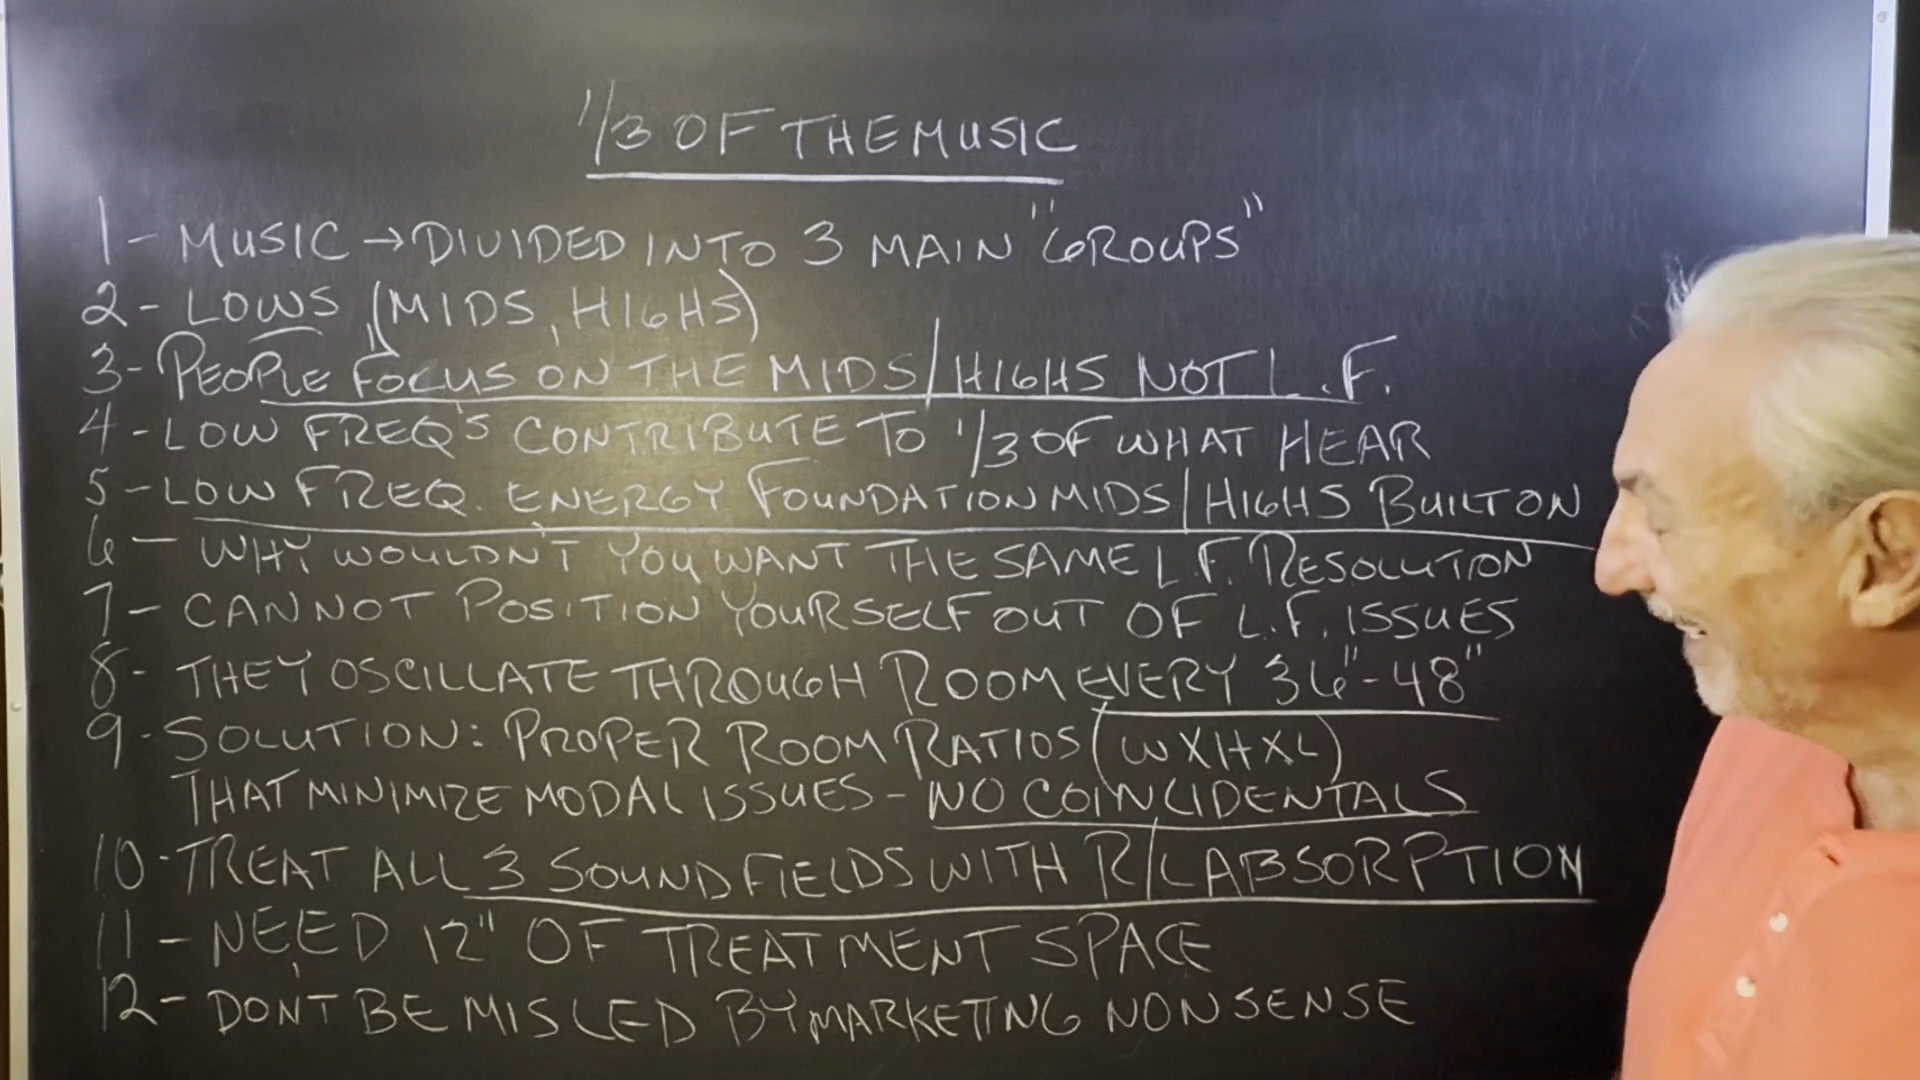 1/3 OF THE MUSIC
1- MUSIC → DIVIDED INTO 3 MAIN "GROUPS"
2- LOWS (MIDS, HIGHS)
3- PEOPLE FOCUS ON THE MIDS/HIGHS NOT L.F.
4- LOW FREQ'S CONTRIBUTE TO 1/3 OF WHAT HEAR
5- LOW FREQ. ENERGY FOUNDATION MIDS/HIGHS BUILT ON
6- WHY WOULDN'T YOU WANT THE SAME L.F. RESOLUTION
7- CANNOT POSITION YOURSELF OUT OF L.F. ISSUES
8- THEY OSCILLATE THROUGH ROOM EVERY 36"-48"
9- SOLUTION: PROPER ROOM RATIOS (WXHXL)
THAT MINIMIZE MODAL ISSUES - NO COINCIDENTALS
10- TREAT ALL 3 SOUND FIELDS WITH R/L ABSORPTION
11- NEED 12" OF TREATMENT SPACE
12- DON'T BE MISLED BY MARKETING NONSENSE